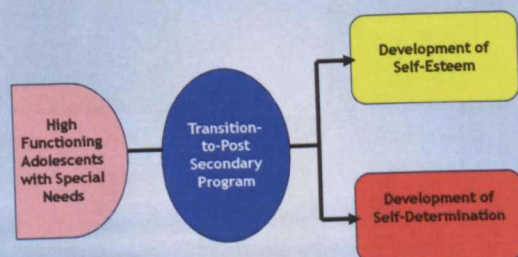 High
Functioning
Adolescents
with Special
Needs
Transition-
to-Post
Secondary
Program
Development of
Self-Esteem
Development of
Self-Determination